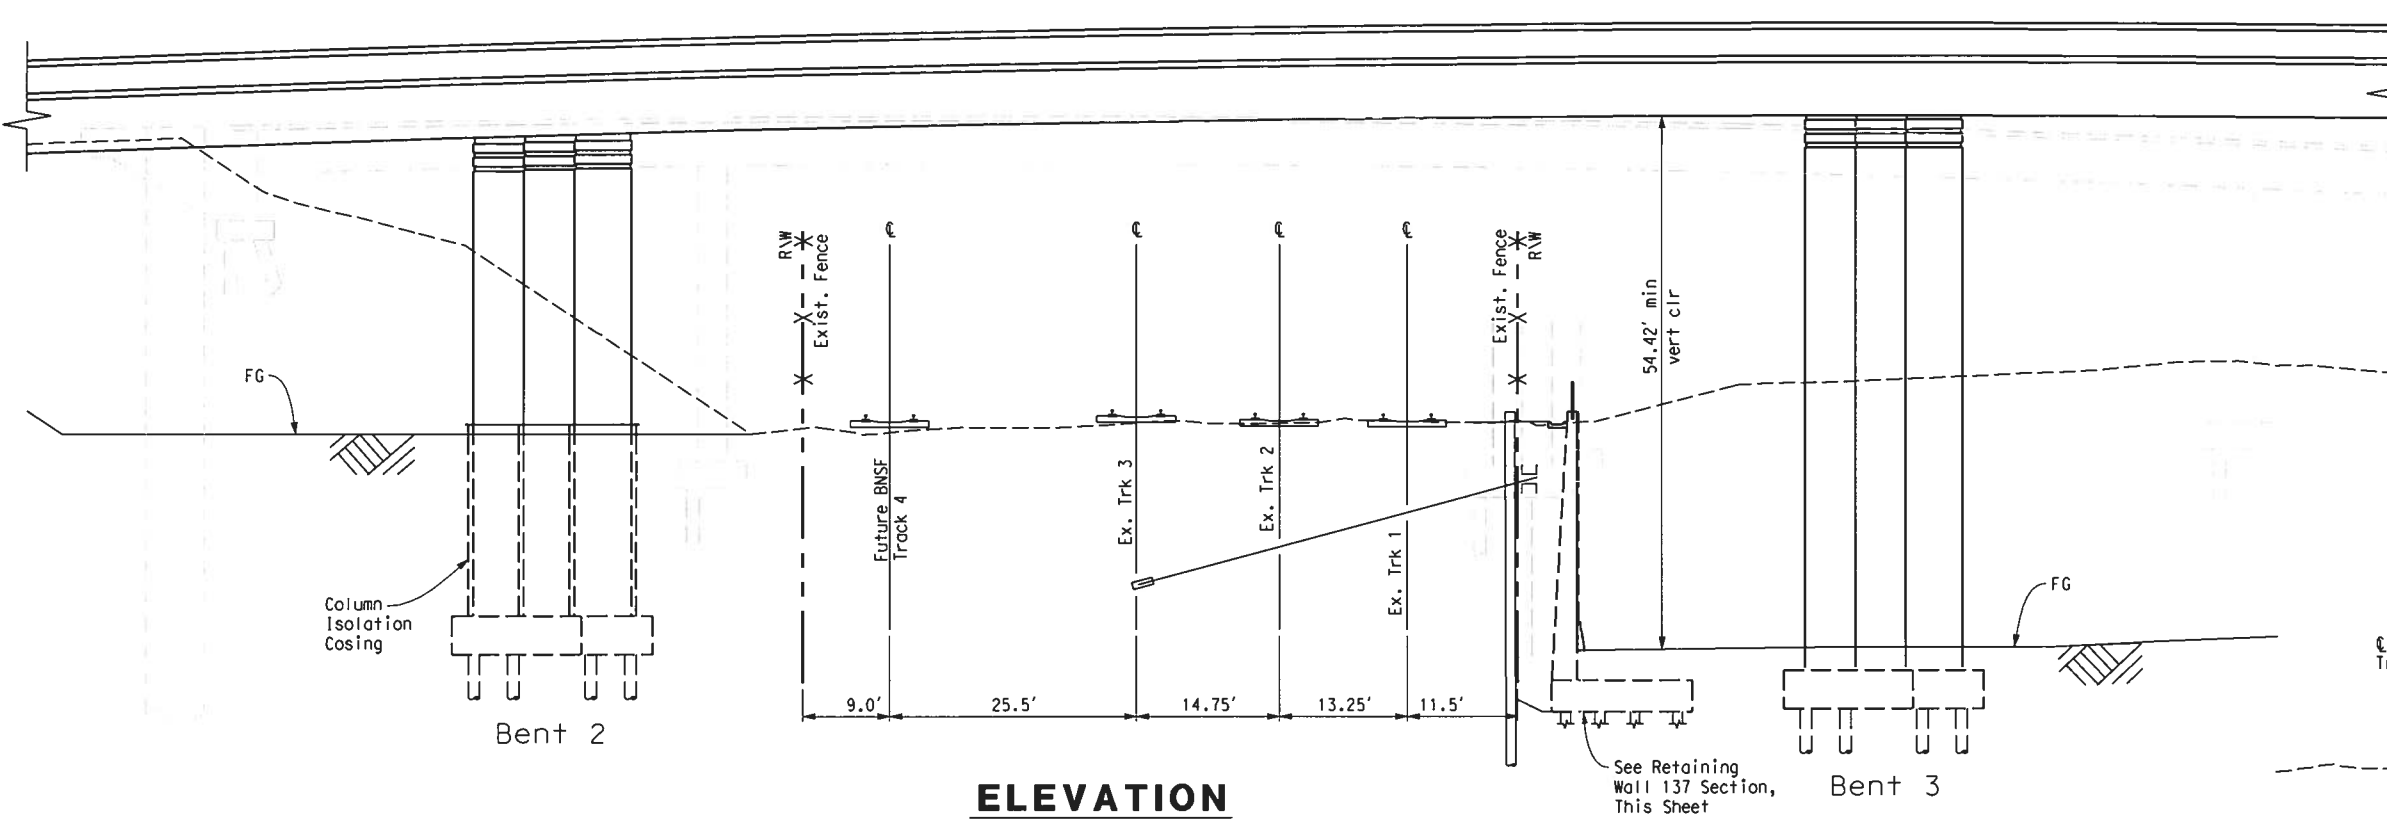 R\W
Exist. Fence
℄
℄
℄
℄
Exist. Fence
R\W
54.42' min
vert clr
FG
Future BNSF
Track 4
Ex. Trk 3
Ex. Trk 2
Ex. Trk 1
FG
Column
Isolation
Cosing
9.0'
25.5'
14.75'
13.25'
11.5'
Bent 2
See Retaining
Wall 137 Section,
This Sheet
Bent 3
ELEVATION
℄